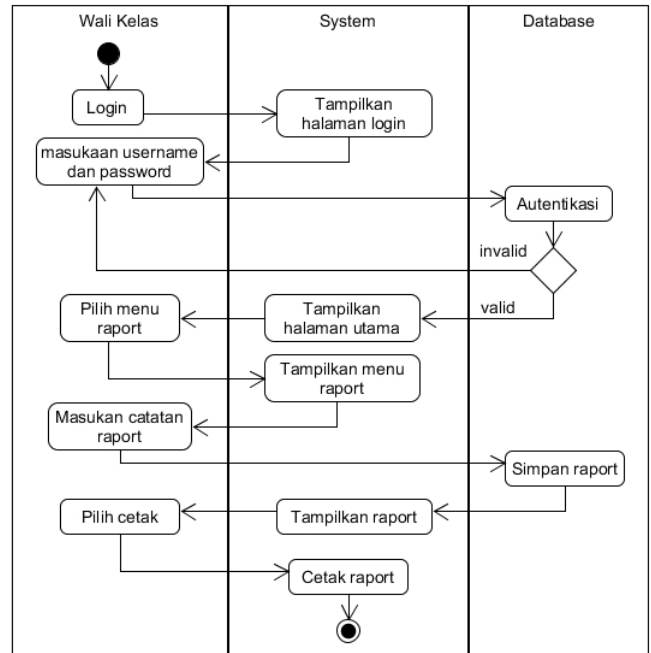 Wali Kelas
System
Database
Login
Tampilkan
halaman login
masukaan username
dan password
Autentikasi
invalid
valid
Tampilkan
halaman utama
Pilih menu
raport
Tampilkan menu
raport
Masukan catatan
raport
Simpan raport
Tampilkan raport
Pilih cetak
Cetak raport